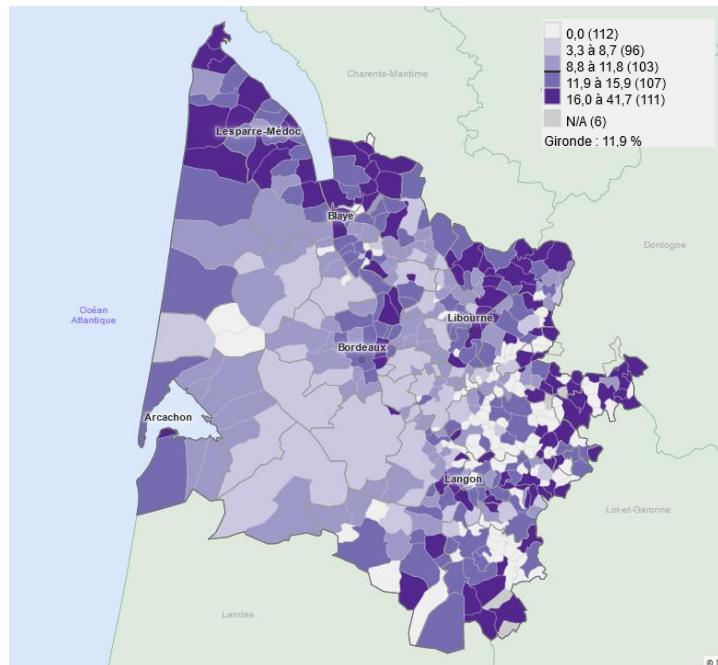 0,0 (112)
3,3 à 8,7 (96)
8,8 à 11,8 (103)
11,9 à 15,9 (107)
16,0 à 41,7 (111)
N/A (6)
Gironde : 11,9 %
Charente-Maritime
Lesparre-Médoc
Blaye
Dordogne
Océan
Atlantique
Libourne
Bordeaux
Arcachon
Langon
Lot-et-Garonne
Landes